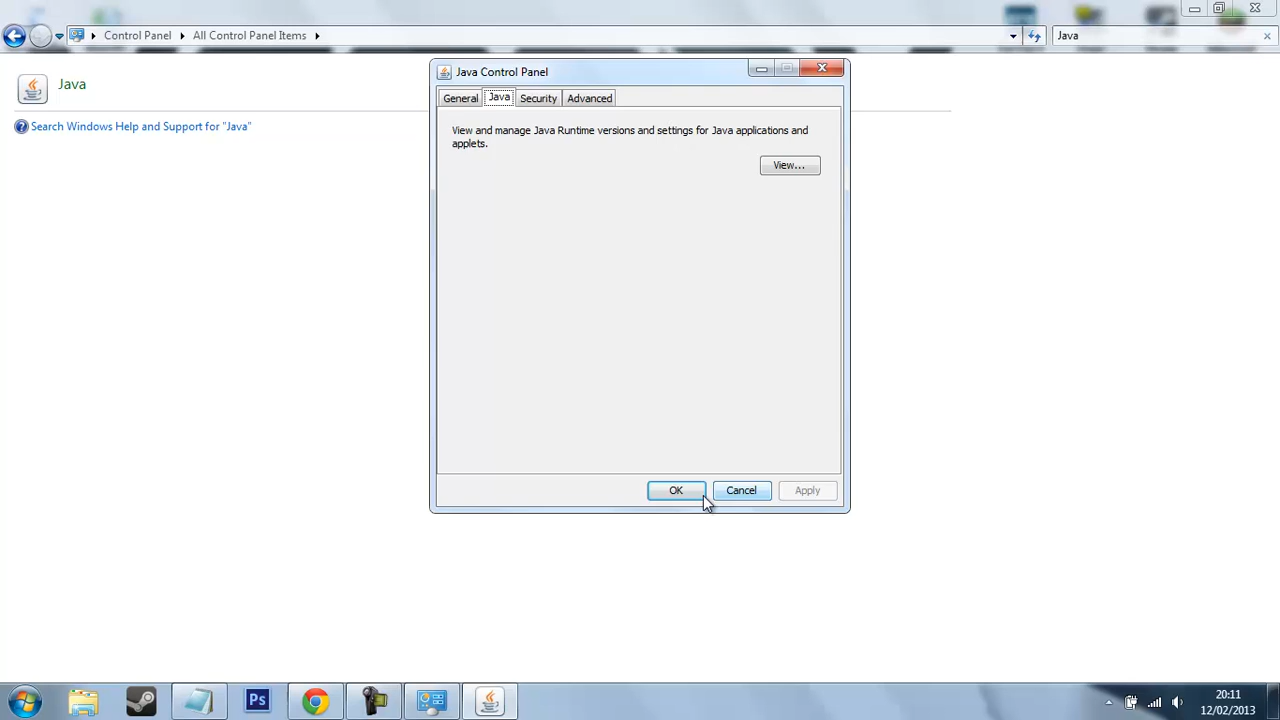 Control Panel
All Control Panel Items
Java
Java
Search Windows Help and Support for "Java"
Java Control Panel
General
Java
Security
Advanced
View and manage Java Runtime versions and settings for Java applications and
applets.
View...
OK
Cancel
Apply
Ps
20:11
12/02/2013